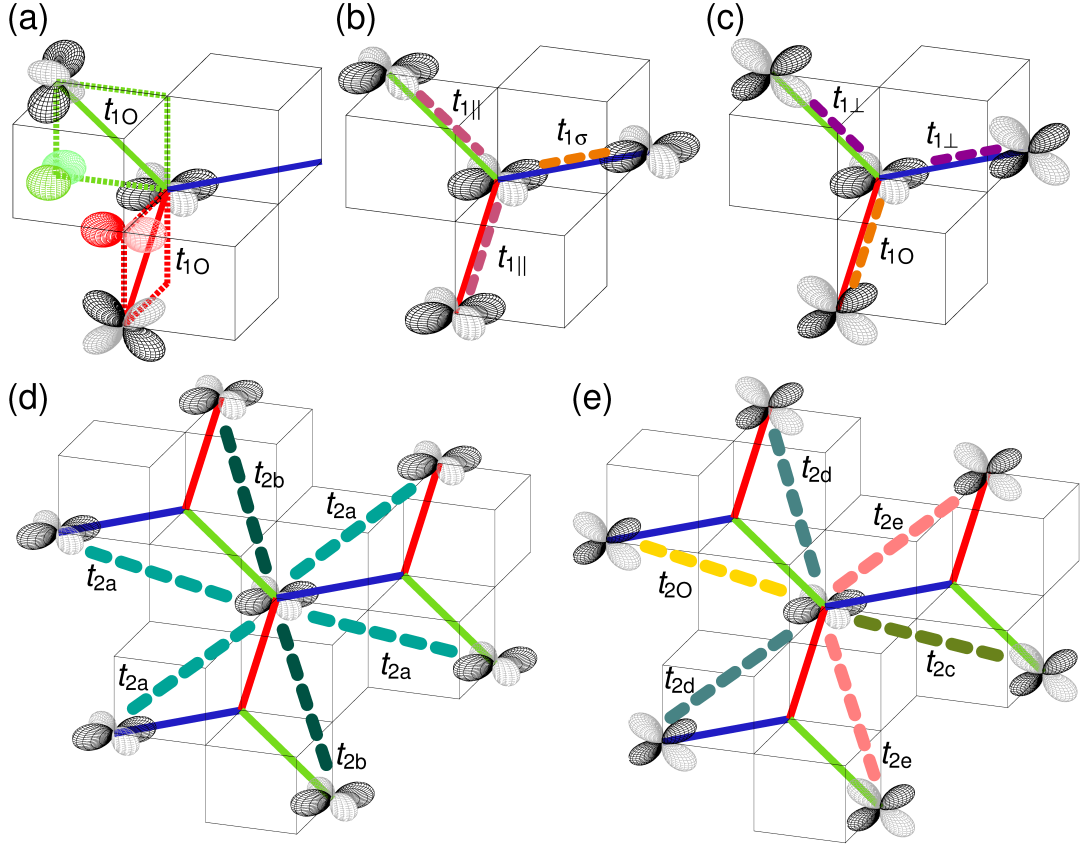 (a)
t1O
t1O
(b)
t1||
t1σ
t1||
(c)
t1⊥
t1⊥
t1O
(d)
t2b
t2a
t2a
t2a
t2a
t2b
(e)
t2d
t2e
t2O
t2c
t2d
t2e